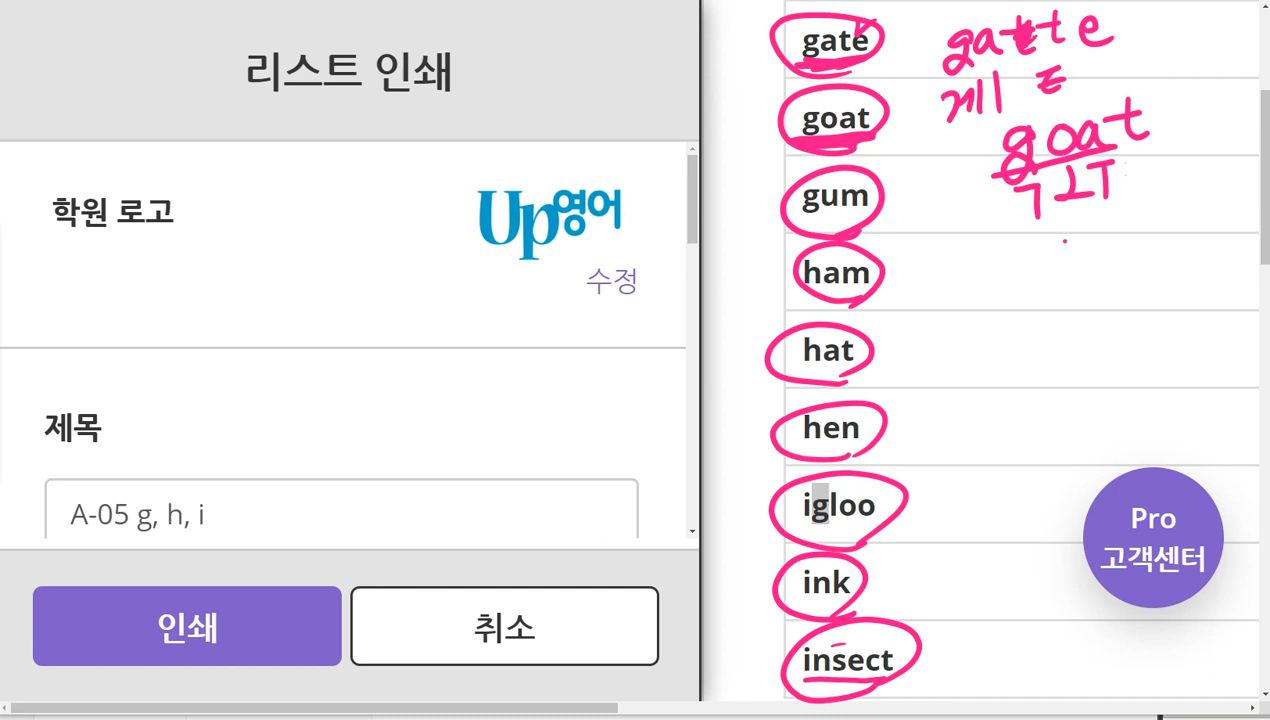 리스트 인쇄
학원 로고
Up영어
수정
제목
A-05 g, h, i
인쇄
취소
gate
goat
gum
ham
hat
hen
igloo
ink
insect
게이트
goat
Pro
고객센터